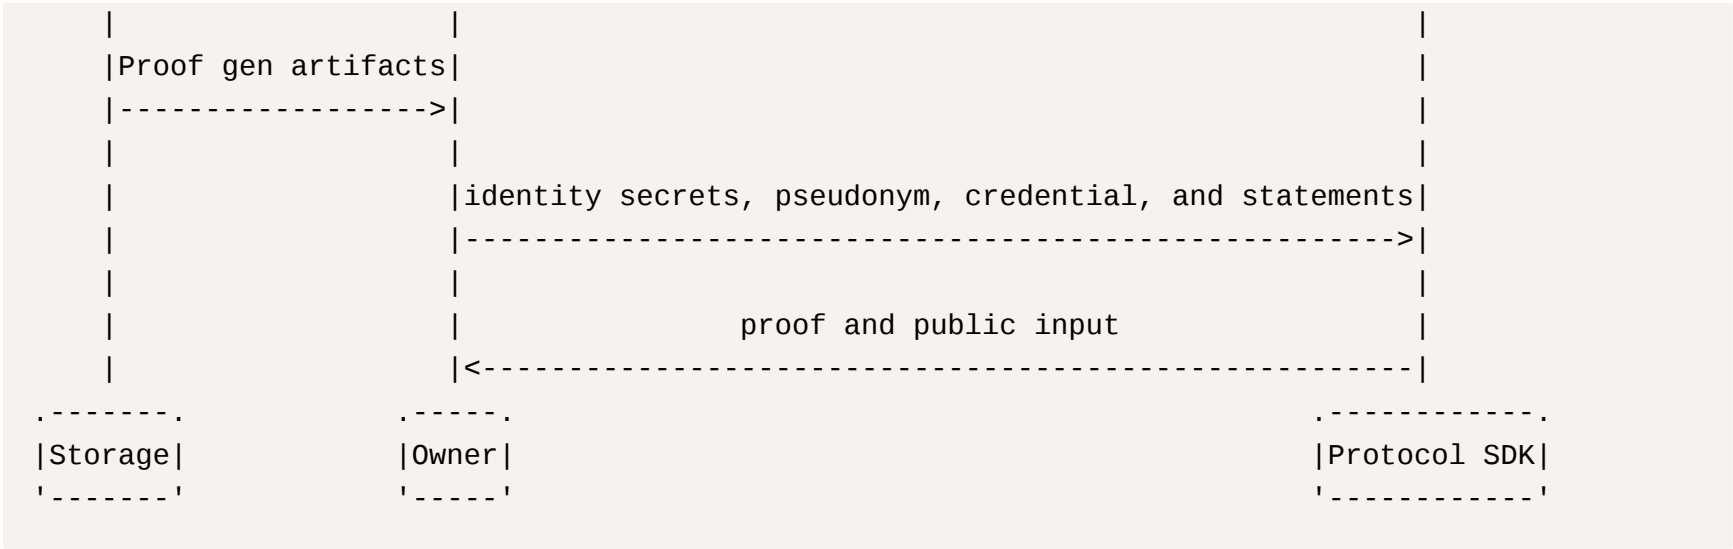 Proof gen artifacts
identity secrets, pseudonym, credential, and statements
proof and public input
Storage Owner Protocol SDK